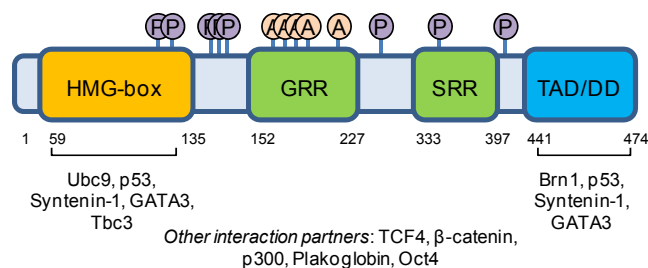 P P P P P A A A A A P P P
HMG-box GRR SRR TAD/DD
1 59 135 152 227 333 397 441 474
Ubc9, p53,
Syntenin-1, GATA3,
Tbc3
Brn1, p53,
Syntenin-1,
GATA3
Other interaction partners: TCF4, β-catenin,
p300, Plakoglobin, Oct4